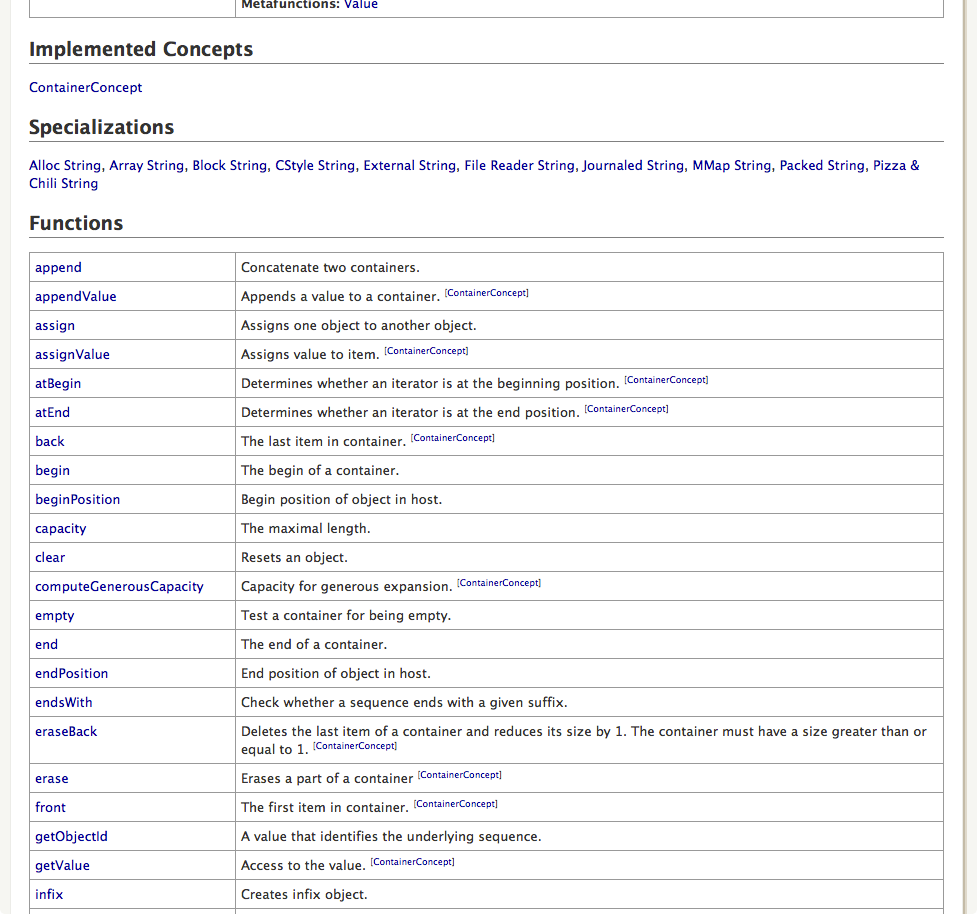 Metafunctions: Value
Implemented Concepts
ContainerConcept
Specializations
Alloc String, Array String, Block String, CStyle String, External String, File Reader String, Journaled String, MMap String, Packed String, Pizza &
Chili String
Functions
append Concatenate two containers.
appendValue Appends a value to a container. [ContainerConcept]
assign Assigns one object to another object.
assignValue Assigns value to item. [ContainerConcept]
atBegin Determines whether an iterator is at the beginning position. [ContainerConcept]
atEnd Determines whether an iterator is at the end position. [ContainerConcept]
back The last item in container. [ContainerConcept]
begin The begin of a container.
beginPosition Begin position of object in host.
capacity The maximal length.
clear Resets an object.
computeGenerousCapacity Capacity for generous expansion. [ContainerConcept]
empty Test a container for being empty.
end The end of a container.
endPosition End position of object in host.
endsWith Check whether a sequence ends with a given suffix.
eraseBack Deletes the last item of a container and reduces its size by 1. The container must have a size greater than or
equal to 1. [ContainerConcept]
erase Erases a part of a container [ContainerConcept]
front The first item in container. [ContainerConcept]
getObjectId A value that identifies the underlying sequence.
getValue Access to the value. [ContainerConcept]
infix Creates infix object.